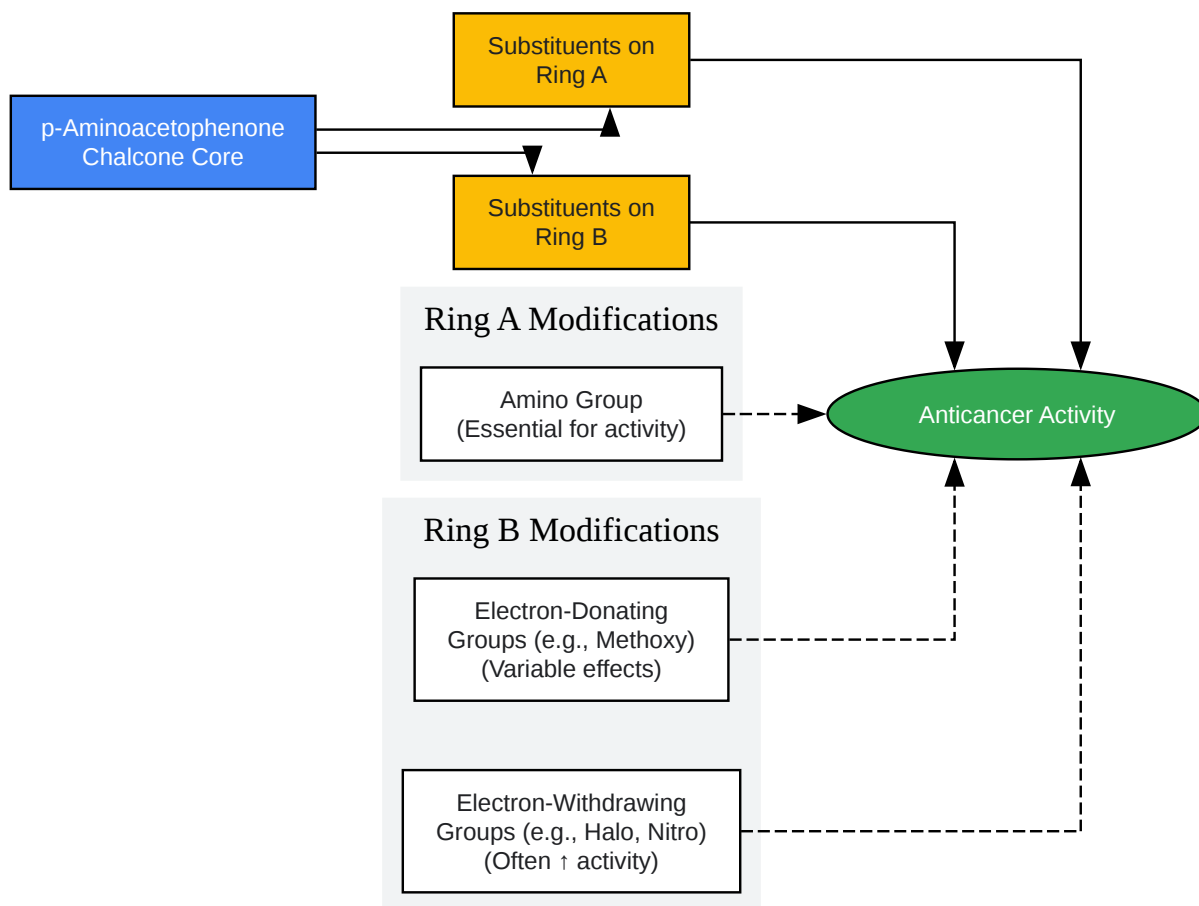 Substituents on
Ring A
p-Aminoacetophenone
Chalcone Core
Substituents on
Ring B
Ring A Modifications
Amino Group
(Essential for activity)
Anticancer Activity
Ring B Modifications
Electron-Donating
Groups (e.g., Methoxy)
(Variable effects)
Electron-Withdrawing
Groups (e.g., Halo, Nitro)
(Often ↑ activity)